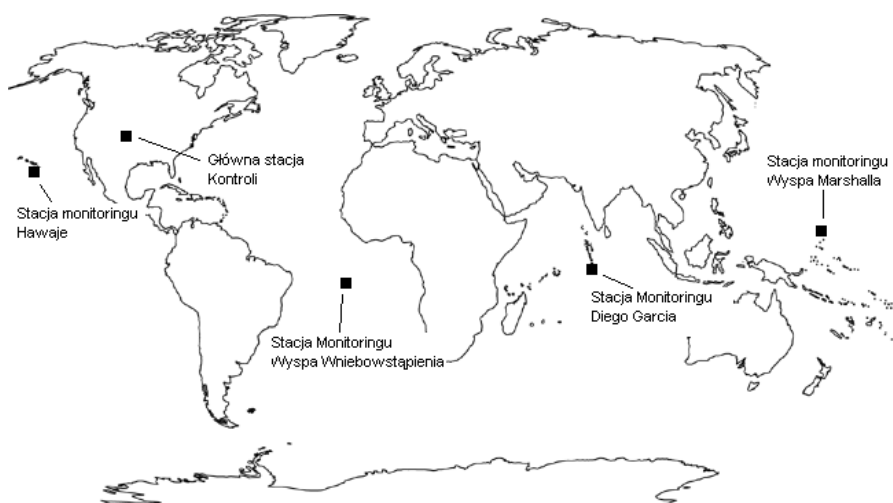 Główna stacja
Kontroli
Stacja monitoringu
Wyspa Marshalla
Stacja monitoringu
Hawaje
Stacja Monitoringu
Diego Garcia
Stacja Monitoringu
Wyspa Wniebowstąpienia